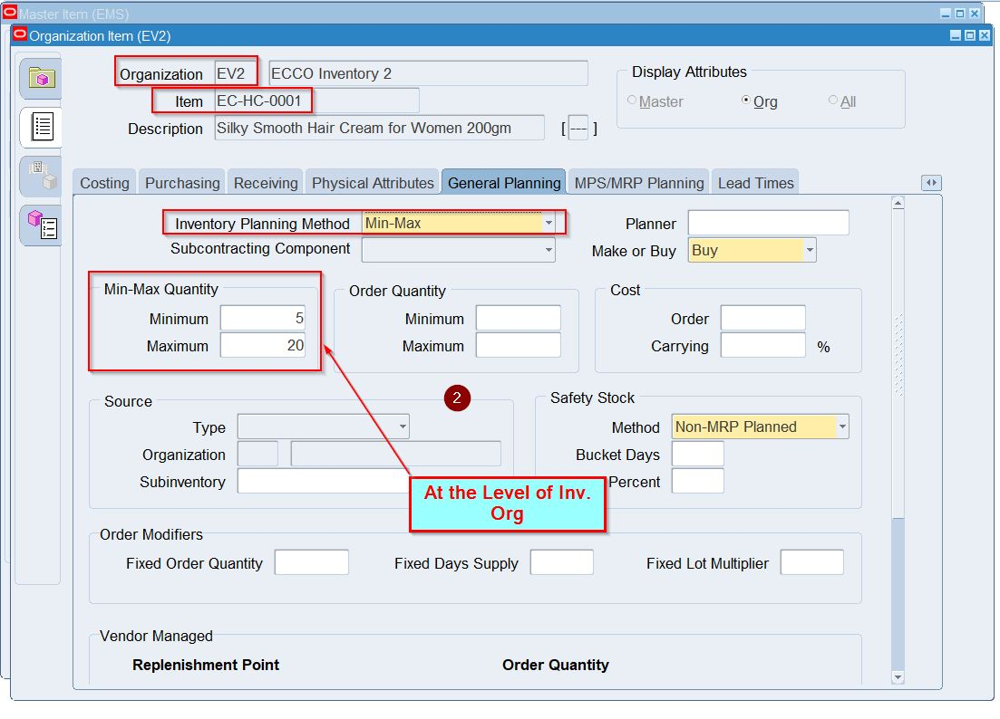 Master Item (EMS)
Organization Item (EV2)
Organization EV2 ECCO Inventory 2
Item EC-HC-0001
Description Silky Smooth Hair Cream for Women 200gm [ --- ]
Display Attributes
Master Org All
Costing Purchasing Receiving Physical Attributes General Planning MPS/MRP Planning Lead Times
Inventory Planning Method Min-Max
Subcontracting Component
Planner
Make or Buy Buy
Min-Max Quantity
Minimum 5
Maximum 20
Order Quantity
Minimum
Maximum
Cost
Order
Carrying %
2
Source
Type
Organization
Subinventory
Safety Stock
Method Non-MRP Planned
Bucket Days
Percent
At the Level of Inv.
Org
Order Modifiers
Fixed Order Quantity Fixed Days Supply Fixed Lot Multiplier
Vendor Managed
Replenishment Point Order Quantity